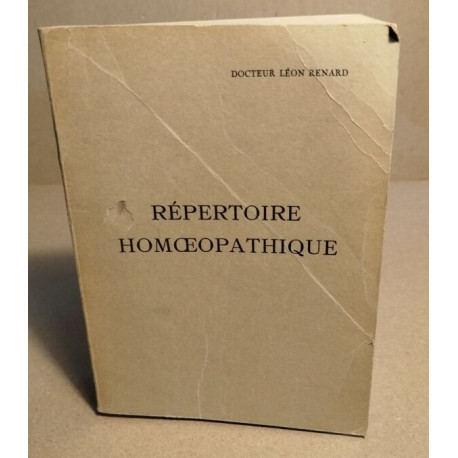 DOCTEUR LÉON RENARD
RÉPERTOIRE
HOMŒOPATHIQUE